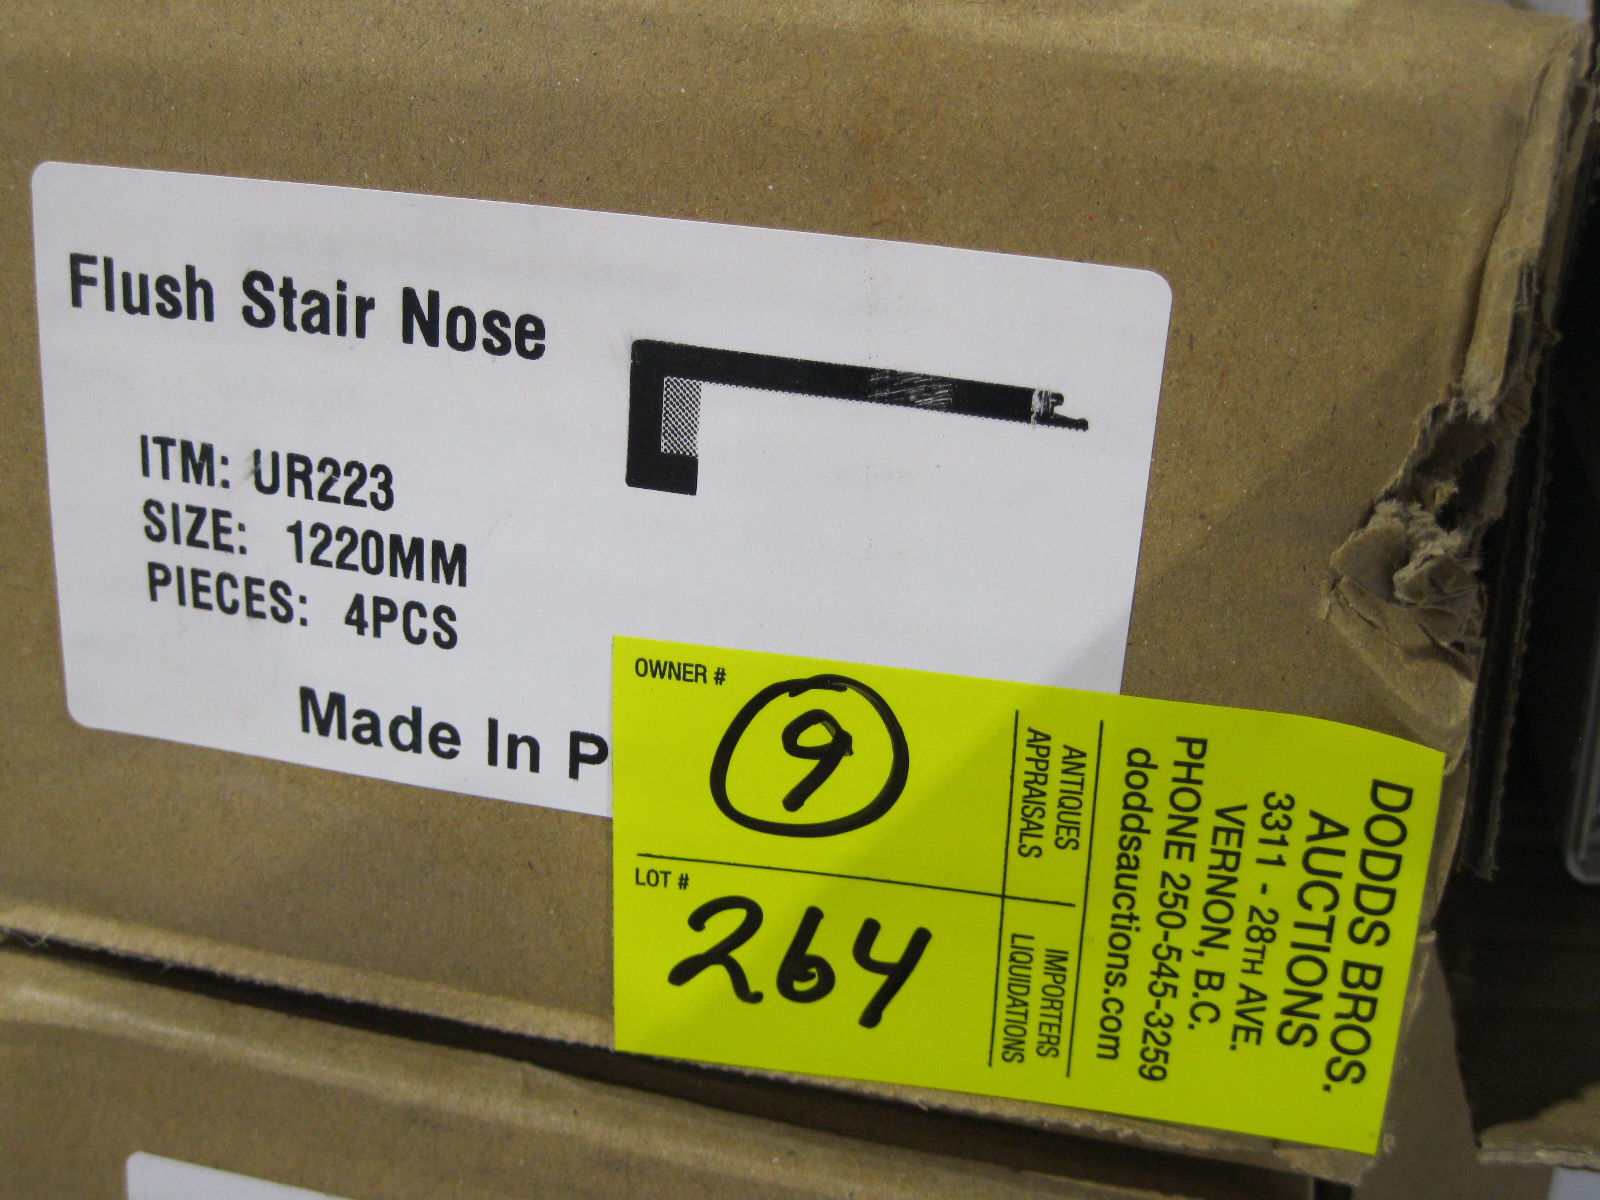 Flush Stair Nose
ITM: UR223
SIZE: 1220MM
PIECES: 4PCS
Made In P
OWNER #
9
LOT #
264
ANTIQUES
APPRAISALS
IMPORTERS
LIQUIDATIONS
DODDS BROS.
AUCTIONS
3311 - 28TH AVE.
VERNON, B.C.
PHONE 250-545-3259
doddsauctions.com